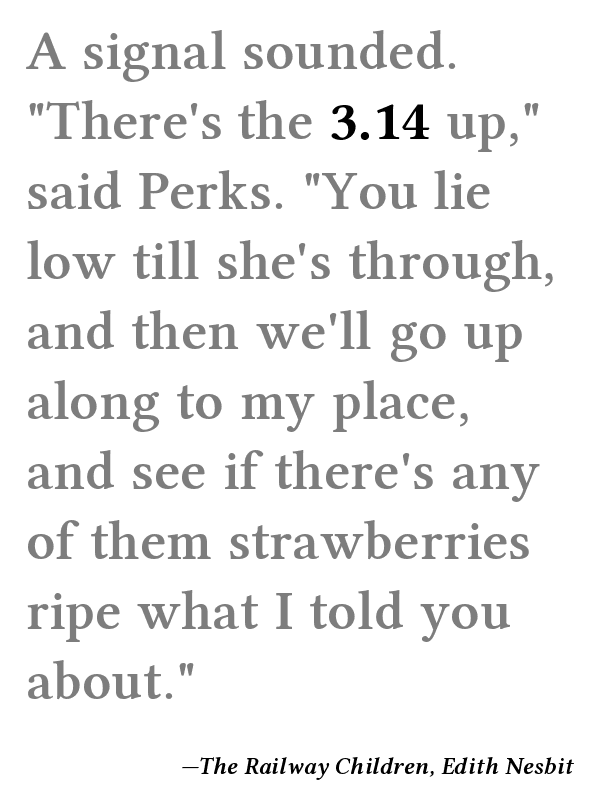 A signal sounded.
"There's the 3.14 up,"
said Perks. "You lie
low till she's through,
and then we'll go up
along to my place,
and see if there's any
of them strawberries
ripe what I told you
about."
—The Railway Children, Edith Nesbit